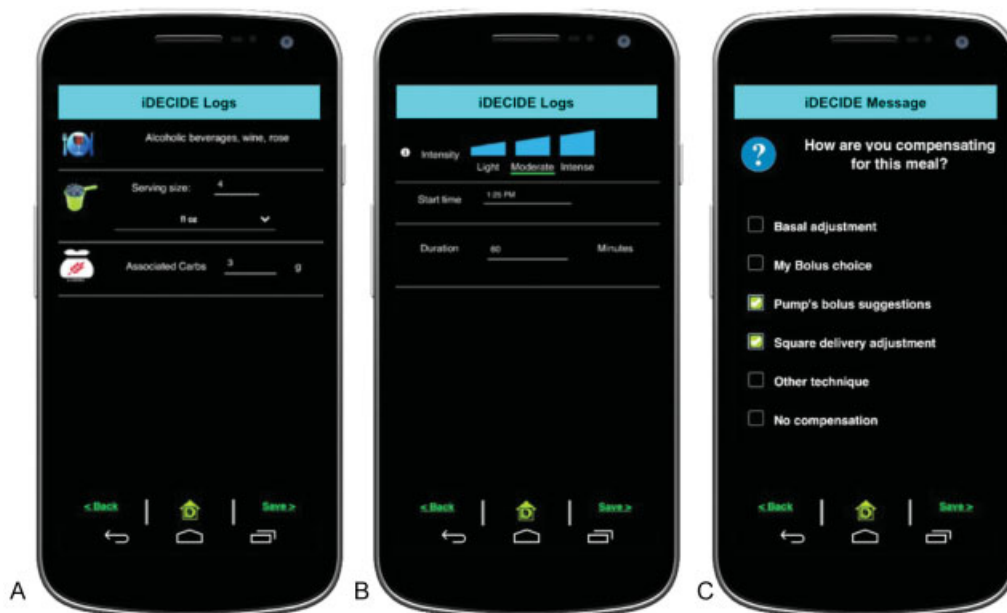 iDECIDE Logs
Alcoholic beverages, wine, rose
Serving size: 4
fl oz
Associated Carbs 3 g
< Back
Save >
A
iDECIDE Logs
Intensity
Light Moderate Intense
Start time 1:25 PM
Duration 60 Minutes
< Back
Save >
B
iDECIDE Message
?
How are you compensating
for this meal?
Basal adjustment
My Bolus choice
Pump's bolus suggestions
Square delivery adjustment
Other technique
No compensation
< Back
Save >
C